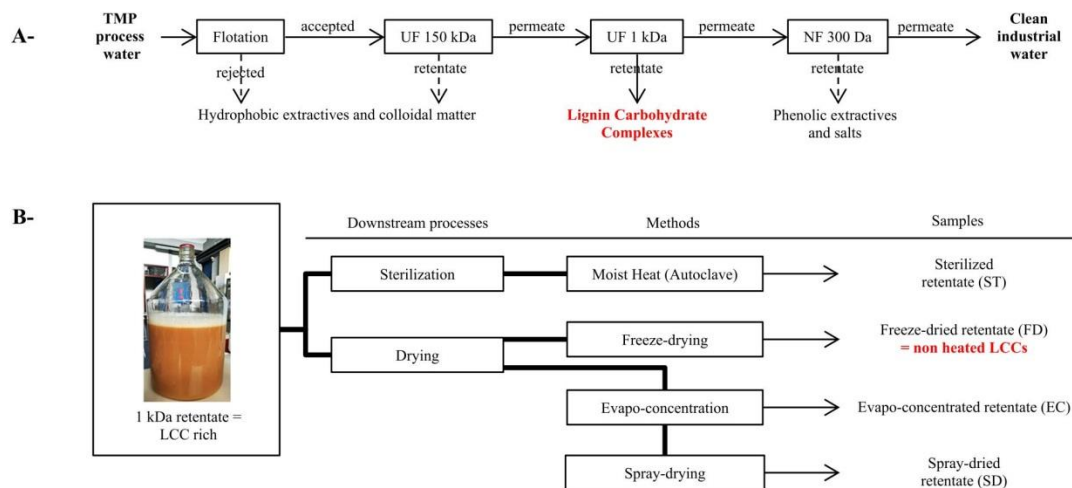 A-
TMP
process
water
Flotation
accepted
UF 150 kDa
permeate
UF 1 kDa
permeate
NF 300 Da
permeate
Clean
industrial
water
rejected
retentate
retentate
retentate
Hydrophobic extractives and colloidal matter
Lignin Carbohydrate
Complexes
Phenolic extractives
and salts
B-
Downstream processes
Methods
Samples
Sterilization
Moist Heat (Autoclave)
Sterilized
retentate (ST)
Drying
Freeze-drying
Freeze-dried retentate (FD)
= non heated LCCs
Evapo-concentration
Evapo-concentrated retentate (EC)
Spray-drying
Spray-dried
retentate (SD)
1 kDa retentate =
LCC rich